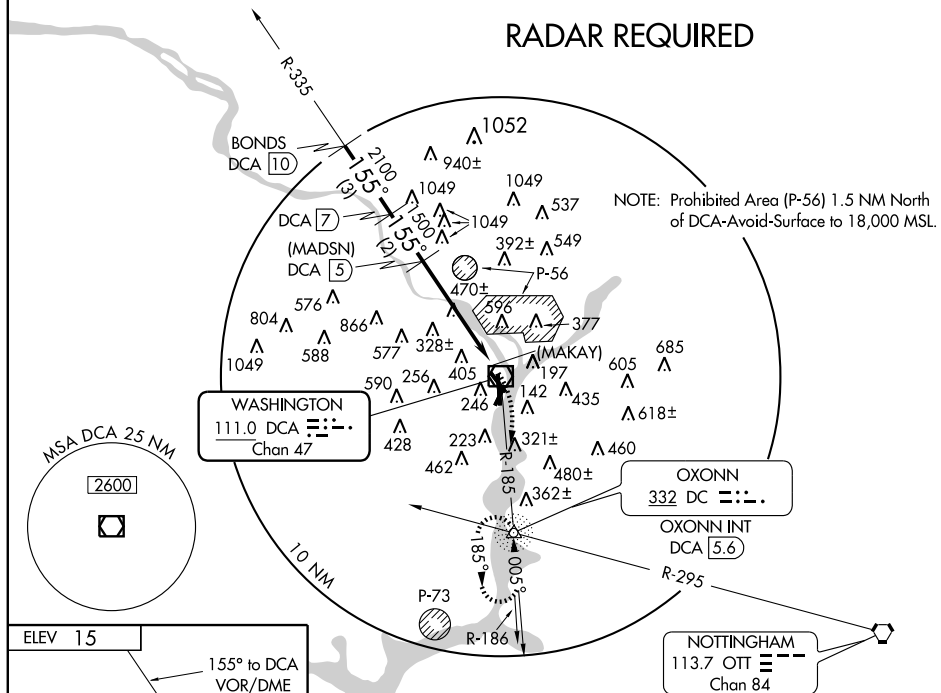 RADAR REQUIRED
R-335
BONDS
DCA 10
2100
155°
(3)
1052
940±
1049
1049
537
1049
NOTE: Prohibited Area (P-56) 1.5 NM North
of DCA-Avoid-Surface to 18,000 MSL.
DCA 7
1500
155°
(2)
(MADSN)
DCA 5
392±
549
P-56
470±
576
596
377
804
866
588
577
328±
1049
405
(MAKAY)
197
685
605
590
256
246
142
435
618±
WASHINGTON
111.0 DCA
Chan 47
428
223
321±
460
462
R-185
480±
362±
MSA DCA 25 NM
2600
OXONN
332 DC
OXONN INT
DCA 5.6
185°
005°
R-295
10 NM
P-73
R-186
NOTTINGHAM
113.7 OTT
Chan 84
ELEV 15
155° to DCA
VOR/DME